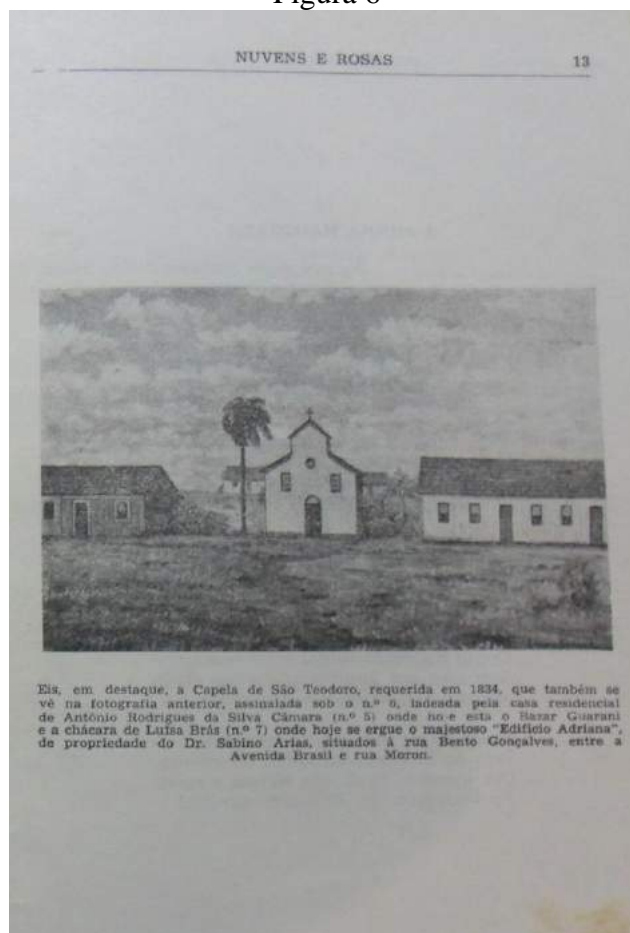 Figura 8
NUVENS E ROSAS 13
Eis, em destaque, a Capela de São Teodoro, requerida em 1834, que também se
vê na fotografia anterior, assinalada sob o n.º 6, ladeada pela casa residencial
de Antônio Rodrigues da Silva Câmara (n.º 5) onde ho e está o Bazar Guarani
e a chácara de Luísa Brás (n.º 7) onde hoje se ergue o majestoso "Edifício Adriana",
de propriedade do Dr. Sabino Arias, situados à rua Bento Gonçalves, entre a
Avenida Brasil e rua Moron.